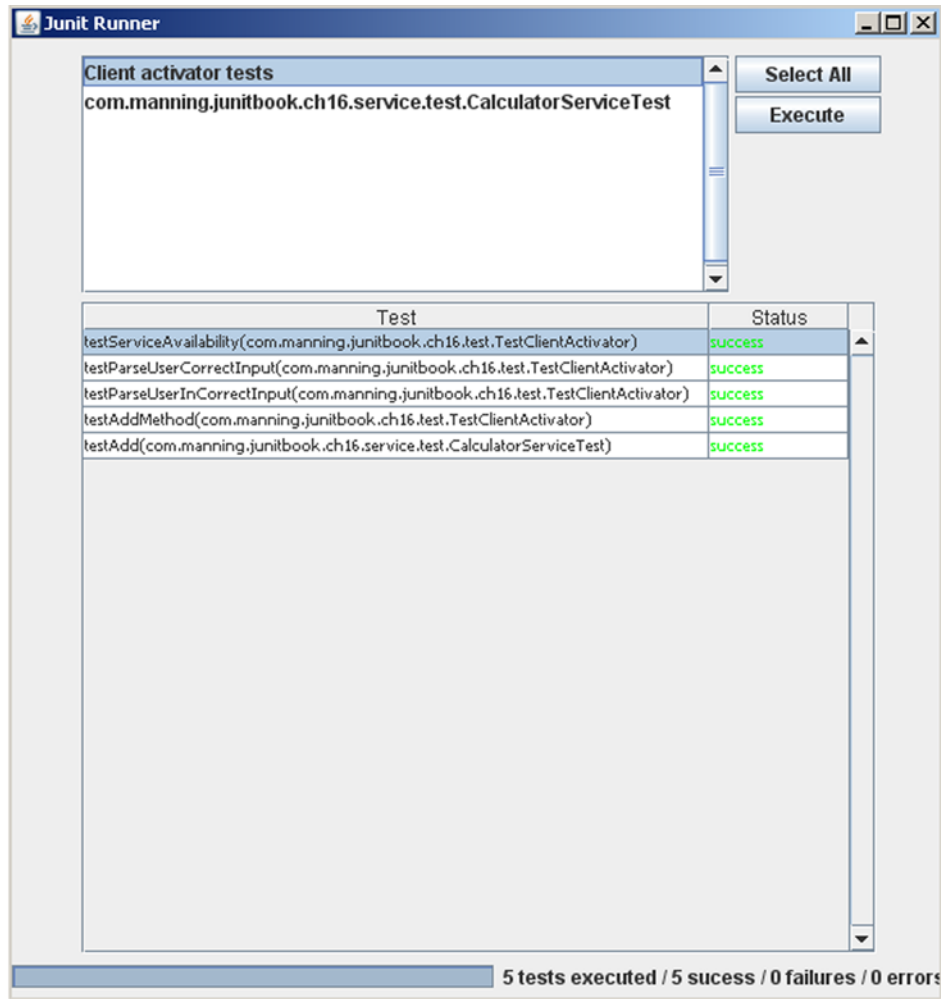 Junit Runner
Client activator tests
Select All
com.manning.junitbook.ch16.service.test.CalculatorServiceTest
Execute
Test Status
testServiceAvailability(com.manning.junitbook.ch16.test.TestClientActivator) success
testParseUserCorrectInput(com.manning.junitbook.ch16.test.TestClientActivator) success
testParseUserInCorrectInput(com.manning.junitbook.ch16.test.TestClientActivator) success
testAddMethod(com.manning.junitbook.ch16.test.TestClientActivator) success
testAdd(com.manning.junitbook.ch16.service.test.CalculatorServiceTest) success
5 tests executed / 5 sucess / 0 failures / 0 errors